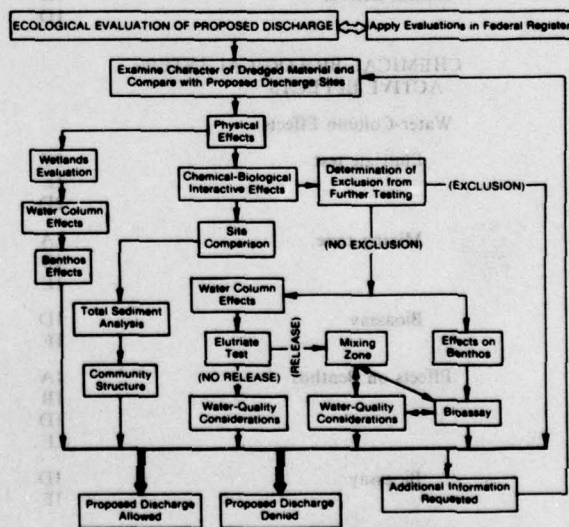 ECOLOGICAL EVALUATION OF PROPOSED DISCHARGE
Apply Evaluations in Federal Register
Examine Character of Dredged Material and
Compare with Proposed Discharge Sites
Physical
Effects
Wetlands
Evaluation
Chemical-Biological
Interactive Effects
Determination of
Exclusion from
Further Testing
(EXCLUSION)
Water Column
Effects
Site
Comparison
(NO EXCLUSION)
Benthos
Effects
Water Column
Effects
Total Sediment
Analysis
Elutriate
Test
(RELEASE)
Mixing
Zone
Effects on
Benthos
Community
Structure
(NO RELEASE)
Water-Quality
Considerations
Water-Quality
Considerations
Bioassay
Proposed Discharge
Allowed
Proposed Discharge
Denied
Additional Information
Requested